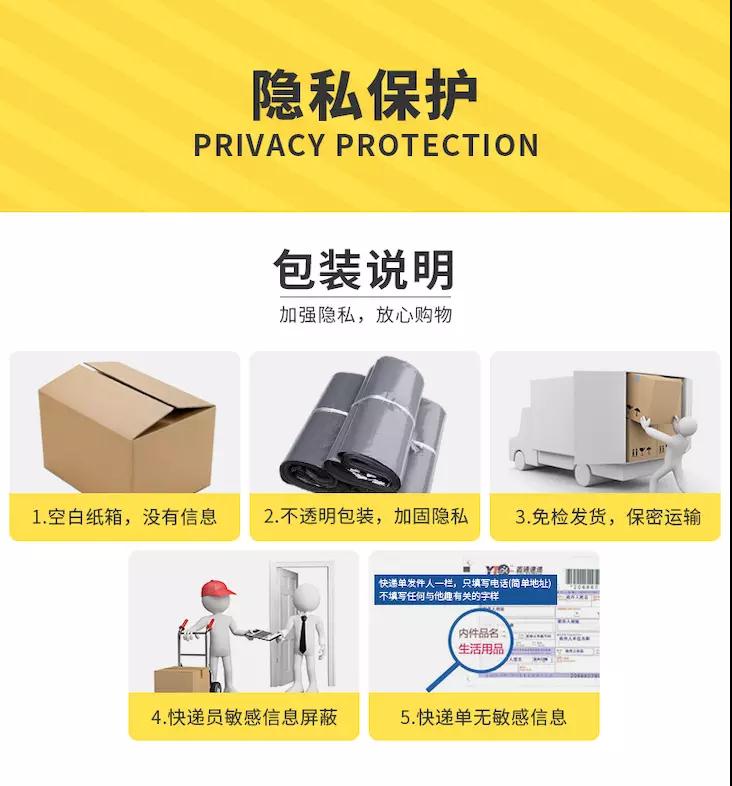 隐私保护
PRIVACY PROTECTION
包装说明
加强隐私，放心购物
1.空白纸箱，没有信息
2.不透明包装，加固隐私
3.免检发货，保密运输
4.快递员敏感信息屏蔽
快递单发件人一栏，只填写电话(简单地址)
不填写任何与他趣有关的字样
内件品名：
生活用品
5.快递单无敏感信息